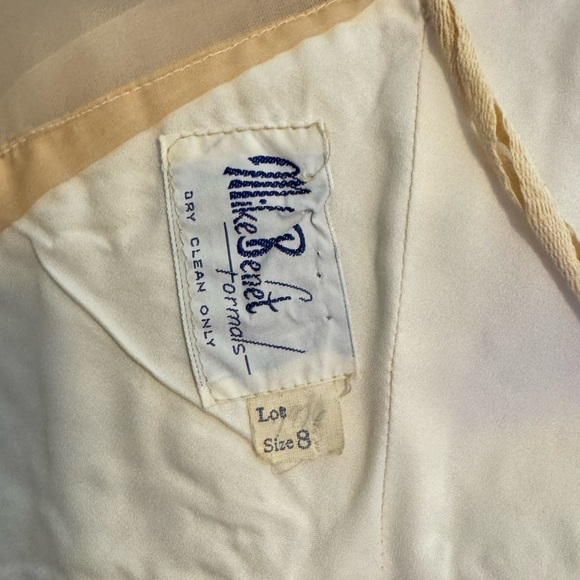 Mike Benet
formals
DRY CLEAN ONLY
Lot
Size 8